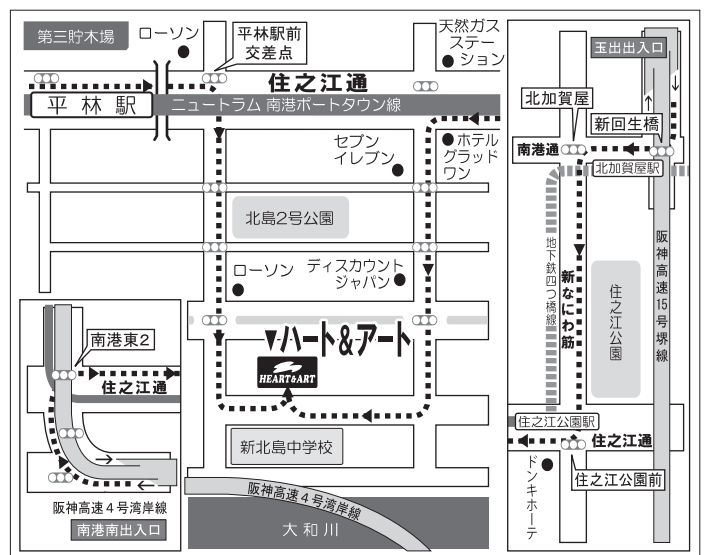 第三貯木場
ローソン
平林駅前
交差点
天然ガス
ステー
ション
住之江通
平林駅
ニュートラム 南港ポートタウン線
セブン
イレブン
ホテル
グラッド
ワン
北島2号公園
ローソン
ディスカウント
ジャパン
▼ハート&アート
HEART&ART
新北島中学校
阪神高速4号湾岸線
大和川
南港東2
住之江通
阪神高速4号湾岸線
南港南出入口
玉出出入口
北加賀屋
新回生橋
南港通
北加賀屋駅
地下鉄四つ橋線
新なにわ筋
住之江公園
阪神高速15号堺線
住之江公園駅
住之江通
住之江公園前
ドンキホーテ